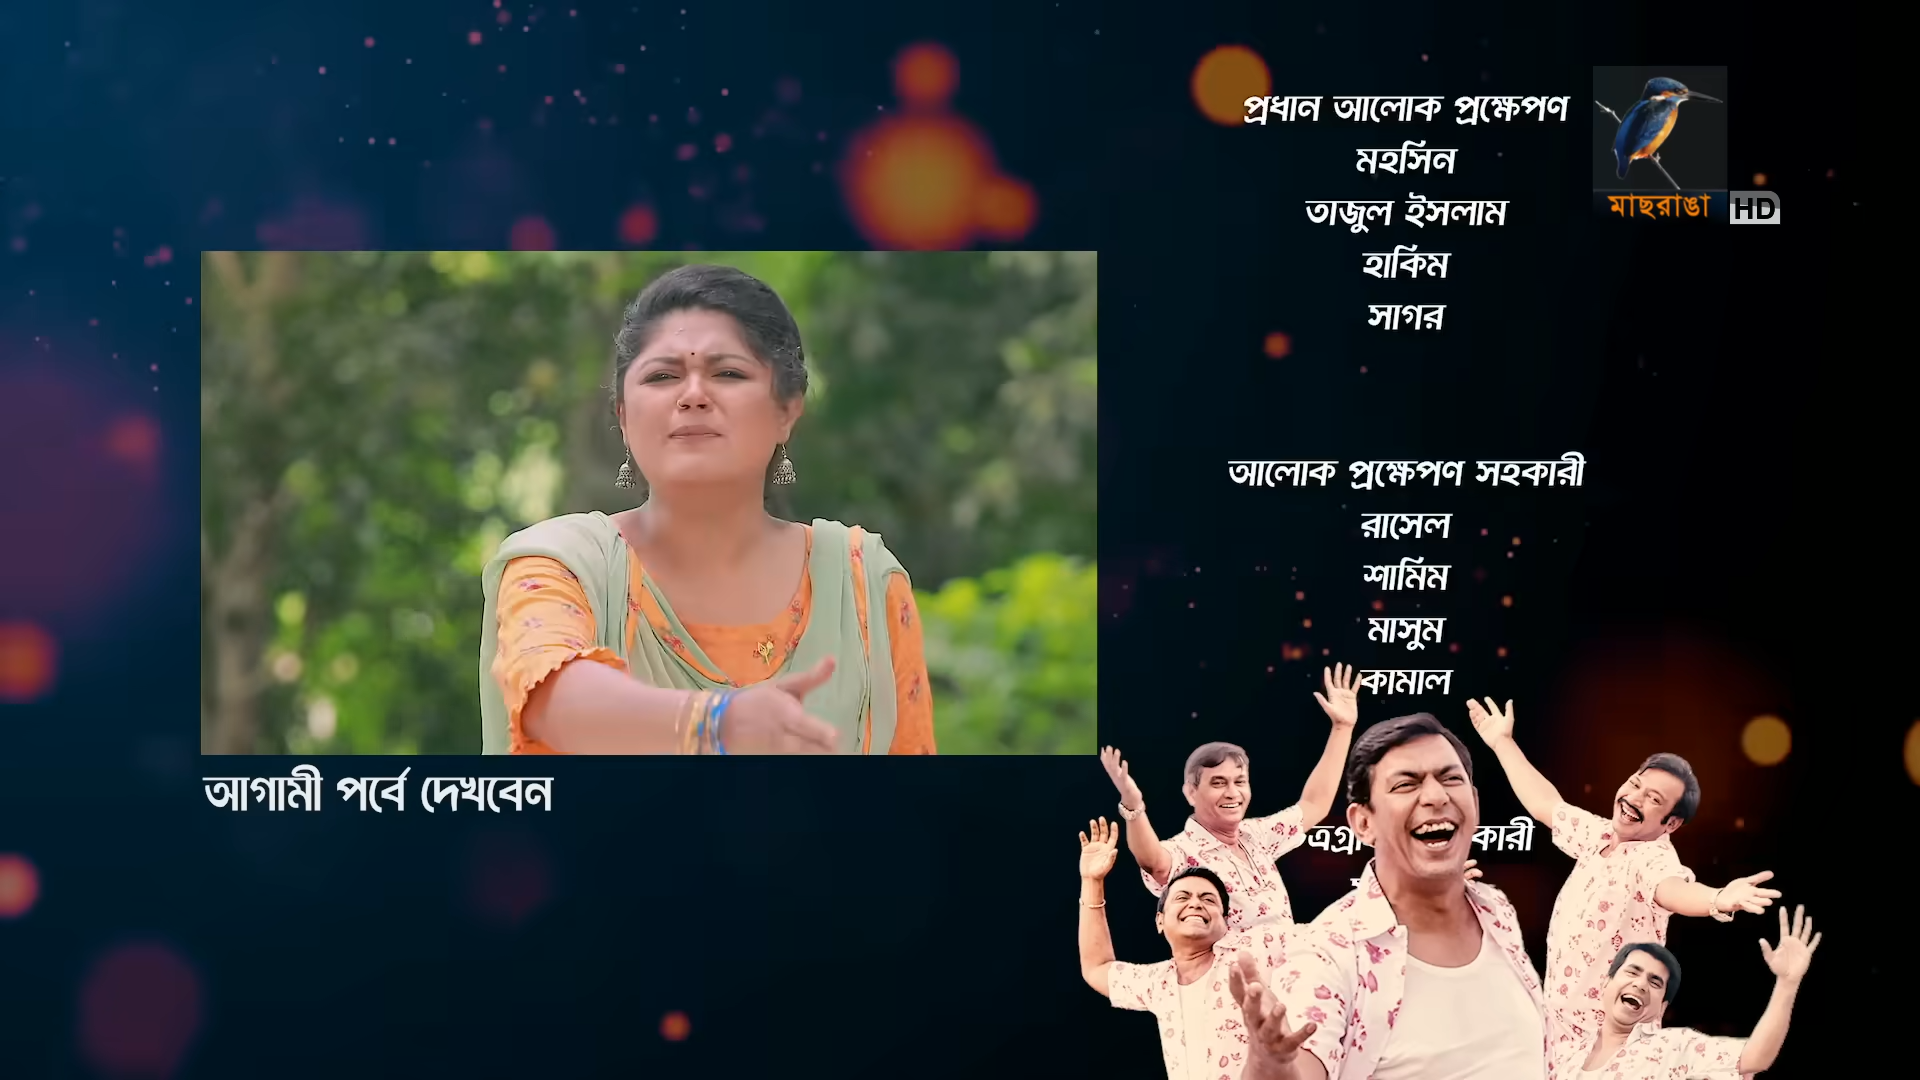 প্রধান আলোক প্রক্ষেপণ
মহসিন
তাজুল ইসলাম
হাকিম
সাগর
মাছরাঙা
HD
আলোক প্রক্ষেপণ সহকারী
রাসেল
শামিম
মাসুম
কামাল
আগামী পর্বে দেখবেন